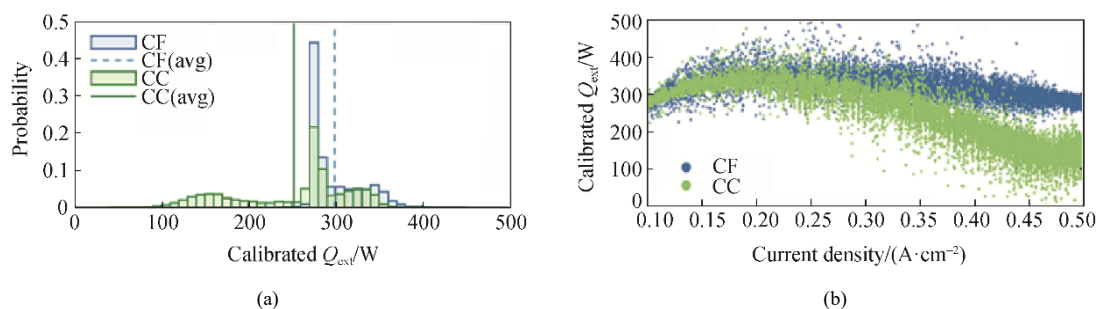 0.5
0.4
0.3
0.2
0.1
0
Probability
CF
CF(avg)
CC
CC(avg)
0 100 200 300 400 500
Calibrated Qext/W
(a)
500
400
300
200
100
0
Calibrated Qext/W
CF
CC
0.10 0.15 0.20 0.25 0.30 0.35 0.40 0.45 0.50
Current density/(A·cm⁻²)
(b)